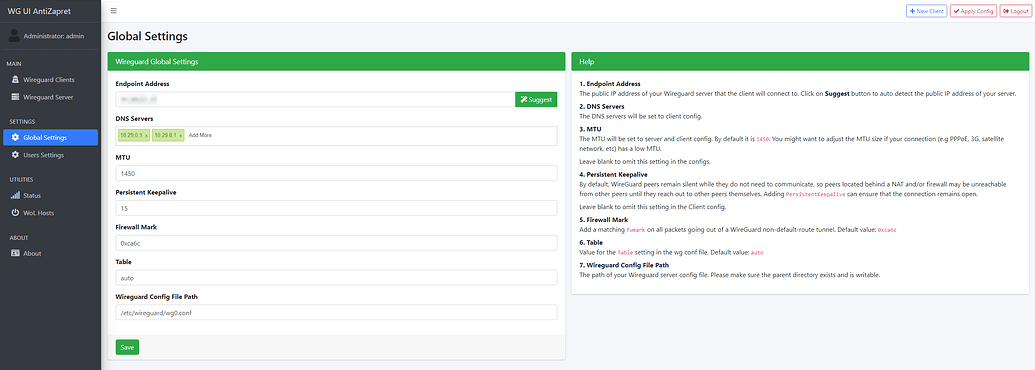 WG UI AntiZapret
Administrator: admin
MAIN
Wireguard Clients
Wireguard Server
SETTINGS
Global Settings
Users Settings
UTILITIES
Status
WoL Hosts
ABOUT
About
New Client
Apply Config
Logout
Global Settings
Wireguard Global Settings
Endpoint Address
Suggest
DNS Servers
10.29.0.1 x 10.29.8.1 x Add More
MTU
1450
Persistent Keepalive
15
Firewall Mark
0xca6c
Table
auto
Wireguard Config File Path
/etc/wireguard/wg0.conf
Save
Help
1. Endpoint Address
The public IP address of your Wireguard server that the client will connect to. Click on Suggest button to auto detect the public IP address of your server.
2. DNS Servers
The DNS servers will be set to client config.
3. MTU
The MTU will be set to server and client config. By default it is 1450. You might want to adjust the MTU size if your connection (e.g PPPoE, 3G, satellite
network, etc) has a low MTU.
Leave blank to omit this setting in the configs.
4. Persistent Keepalive
By default, WireGuard peers remain silent while they do not need to communicate, so peers located behind a NAT and/or firewall may be unreachable
from other peers until they reach out to other peers themselves. Adding PersistentKeepalive can ensure that the connection remains open.
Leave blank to omit this setting in the Client config.
5. Firewall Mark
Add a matching fwmark on all packets going out of a WireGuard non-default-route tunnel. Default value: 0xca6c
6. Table
Value for the Table setting in the wg conf file. Default value: auto
7. Wireguard Config File Path
The path of your Wireguard server config file. Please make sure the parent directory exists and is writable.